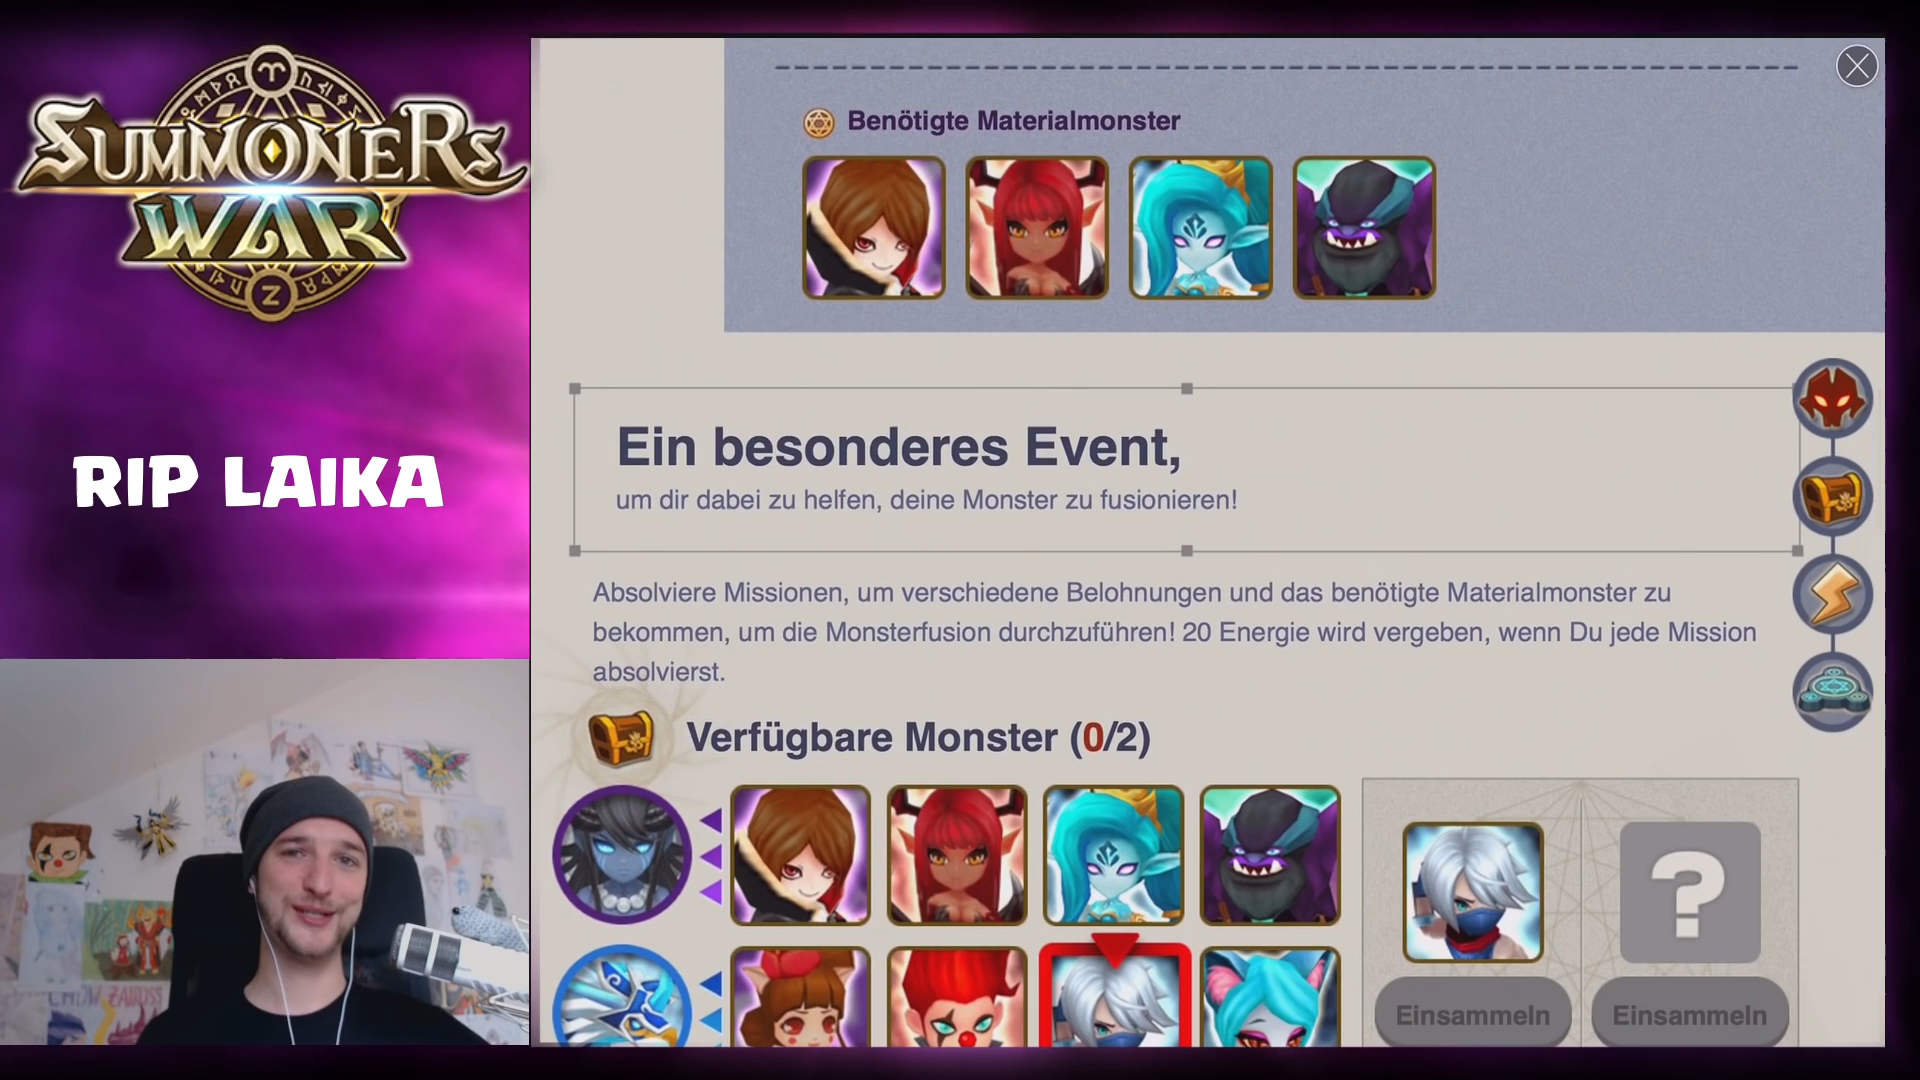 SUMMONERS
WAR
RIP LAIKA
Benötigte Materialmonster
Ein besonderes Event,
um dir dabei zu helfen, deine Monster zu fusionieren!
Absolviere Missionen, um verschiedene Belohnungen und das benötigte Materialmonster zu
bekommen, um die Monsterfusion durchzuführen! 20 Energie wird vergeben, wenn Du jede Mission
absolvierst.
Verfügbare Monster (0/2)
?
Einsammeln
Einsammeln